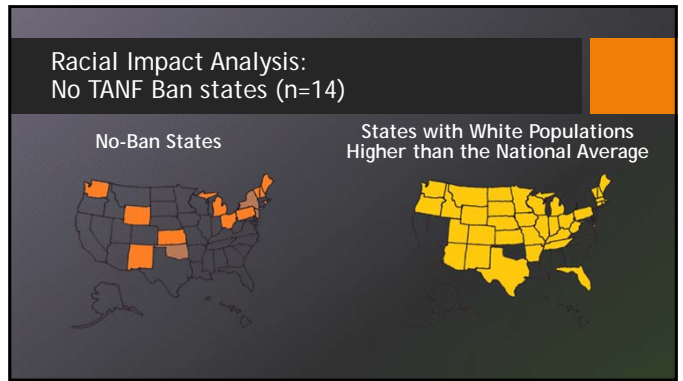 Racial Impact Analysis:
No TANF Ban states (n=14)
No-Ban States
States with White Populations
Higher than the National Average